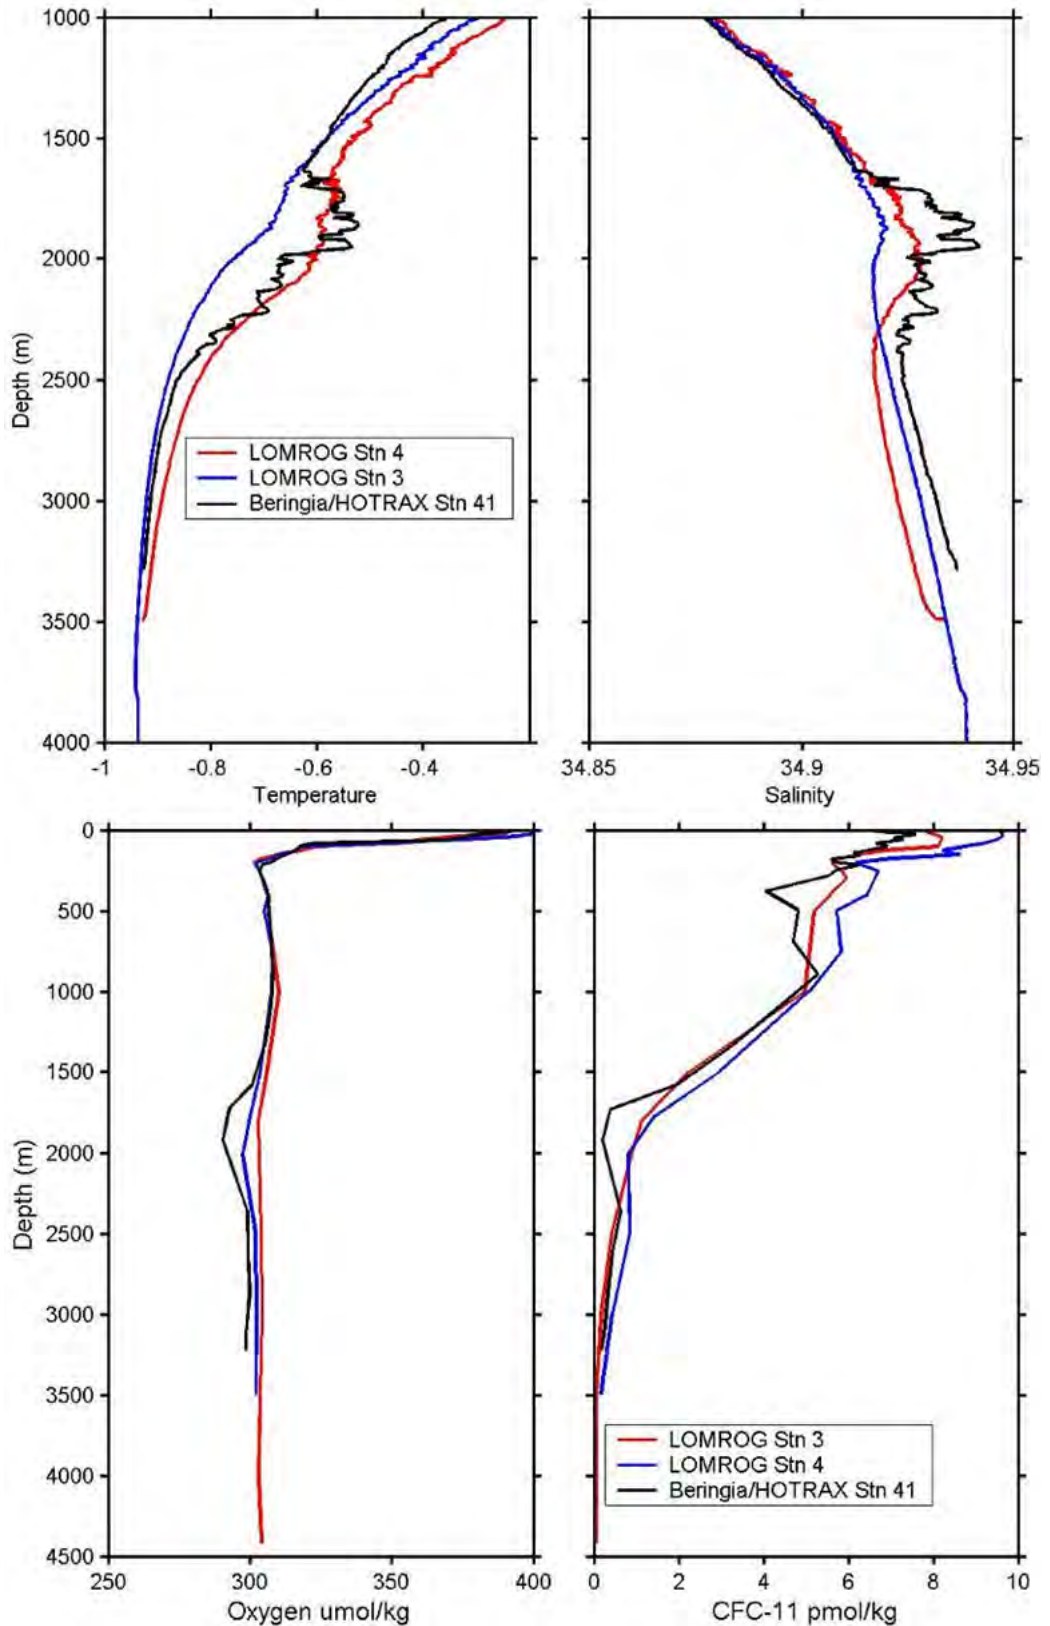 1000
1500
2000
2500
3000
3500
4000
Depth (m)
LOMROG Stn 4
LOMROG Stn 3
Beringia/HOTRAX Stn 41
-1 -0.8 -0.6 -0.4
Temperature
34.85 34.9 34.95
Salinity
0
500
1000
1500
2000
2500
3000
3500
4000
4500
Depth (m)
250 300 350 400
Oxygen umol/kg
LOMROG Stn 3
LOMROG Stn 4
Beringia/HOTRAX Stn 41
0 2 4 6 8 10
CFC-11 pmol/kg